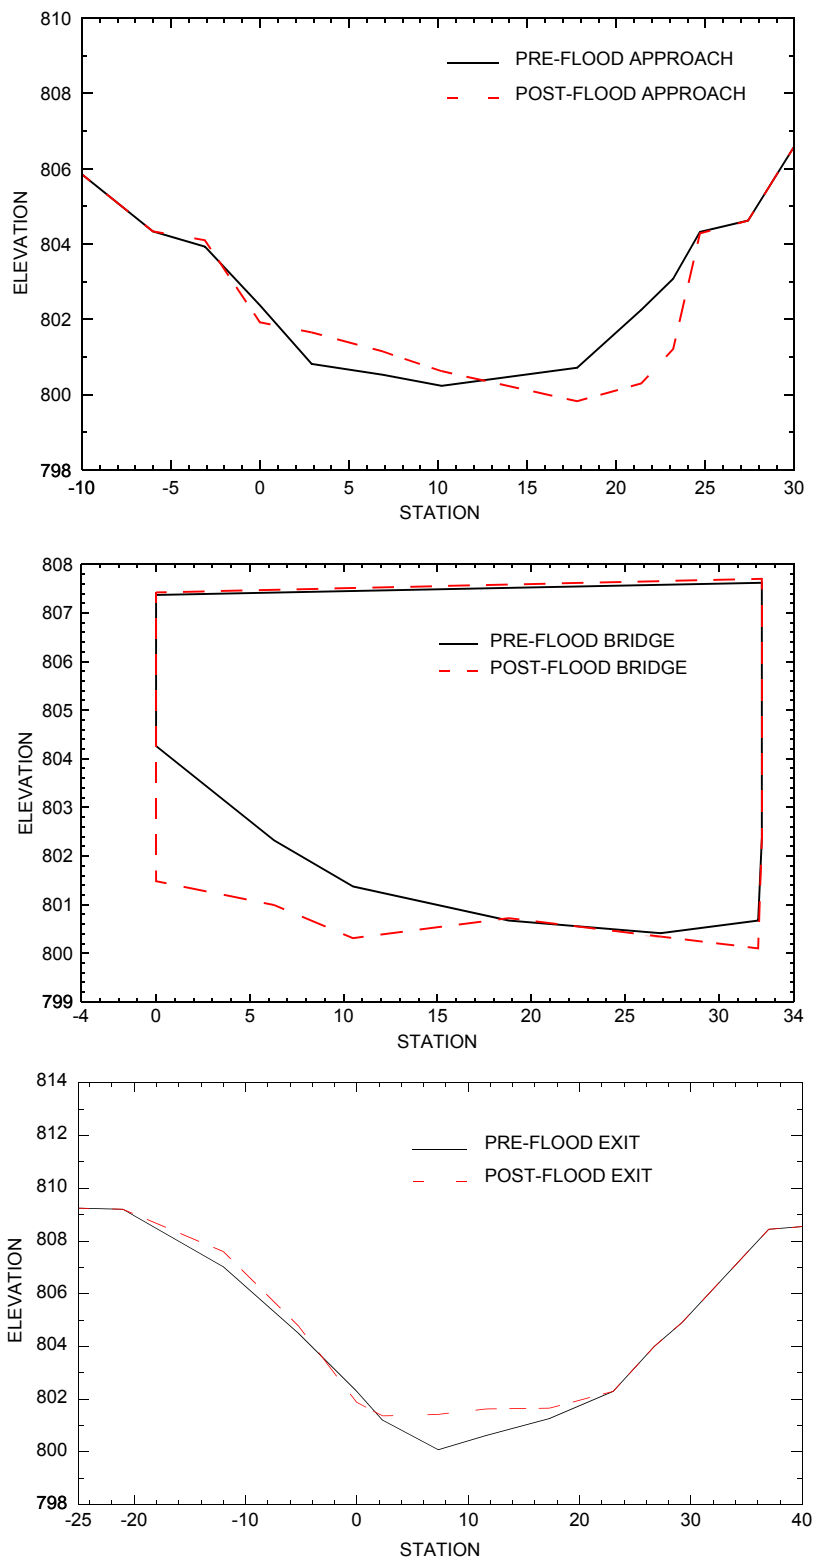 810
808
806
804
802
800
798
ELEVATION
PRE-FLOOD APPROACH
POST-FLOOD APPROACH
-10 -5 0 5 10 15 20 25 30
STATION
808
807
806
805
804
803
802
801
800
799
ELEVATION
PRE-FLOOD BRIDGE
POST-FLOOD BRIDGE
-4 0 5 10 15 20 25 30 34
STATION
814
812
810
808
806
804
802
800
798
ELEVATION
PRE-FLOOD EXIT
POST-FLOOD EXIT
-25 -20 -10 0 10 20 30 40
STATION